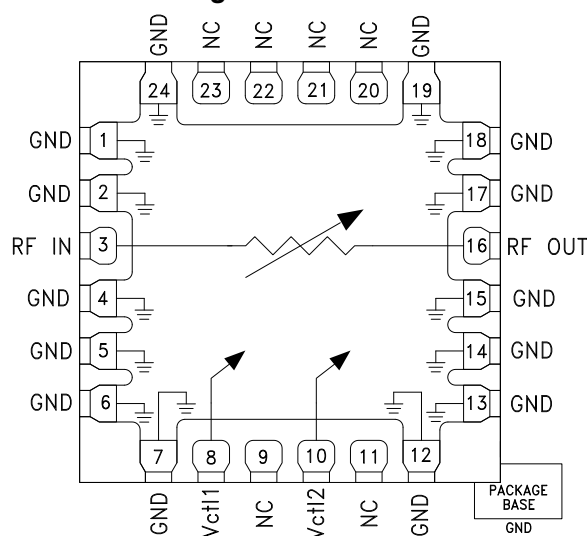 GND NC NC NC NC GND
24 23 22 21 20 19
GND 1 18 GND
GND 2 17 GND
RF IN 3 16 RF OUT
GND 4 15 GND
GND 5 14 GND
GND 6 13 GND
7 8 9 10 11 12
GND Vctl1 NC Vctl2 NC GND
PACKAGE
BASE
GND